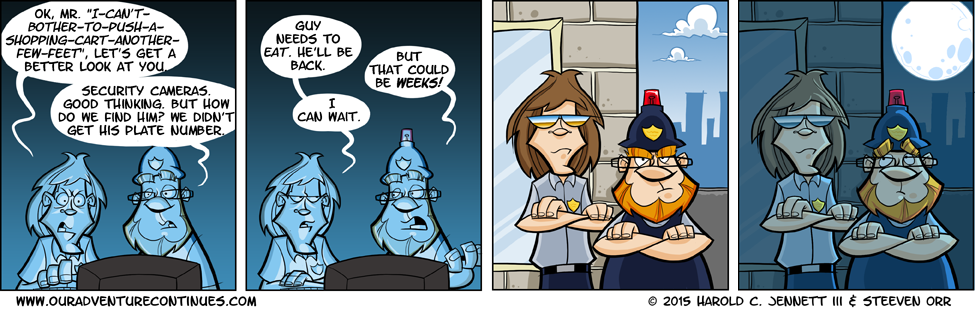 OK, MR. "I-CAN'T-
BOTHER-TO-PUSH-A-
SHOPPING-CART-ANOTHER-
FEW-FEET", LET'S GET A
BETTER LOOK AT YOU.
SECURITY CAMERAS.
GOOD THINKING. BUT HOW
DO WE FIND HIM? WE DIDN'T
GET HIS PLATE NUMBER.
GUY
NEEDS TO
EAT. HE'LL BE
BACK.
BUT
THAT COULD
BE WEEKS!
I
CAN WAIT.
WWW.OURADVENTURECONTINUES.COM
© 2015 HAROLD C. JENNETT III & STEEVEN ORR